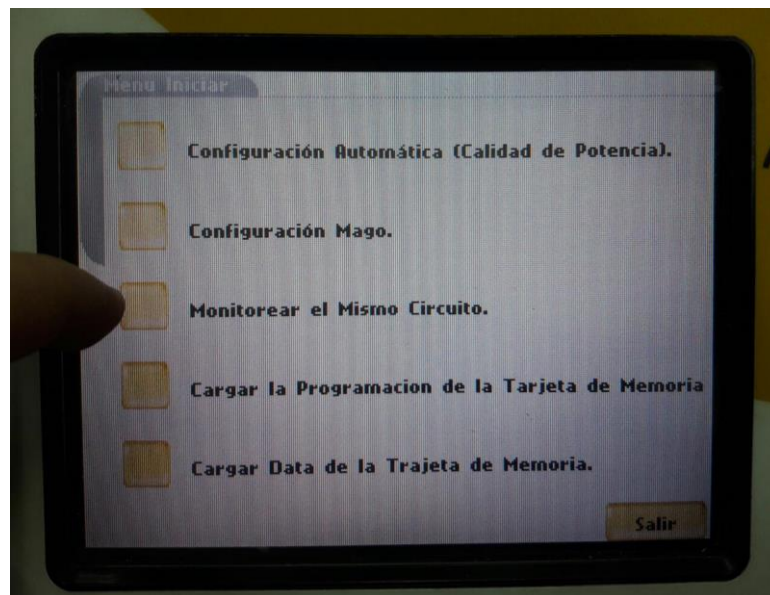 Menu Iniciar
Configuración Automática (Calidad de Potencia).
Configuración Mago.
Monitorear el Mismo Circuito.
Cargar la Programacion de la Tarjeta de Memoria
Cargar Data de la Trajeta de Memoria.
Salir